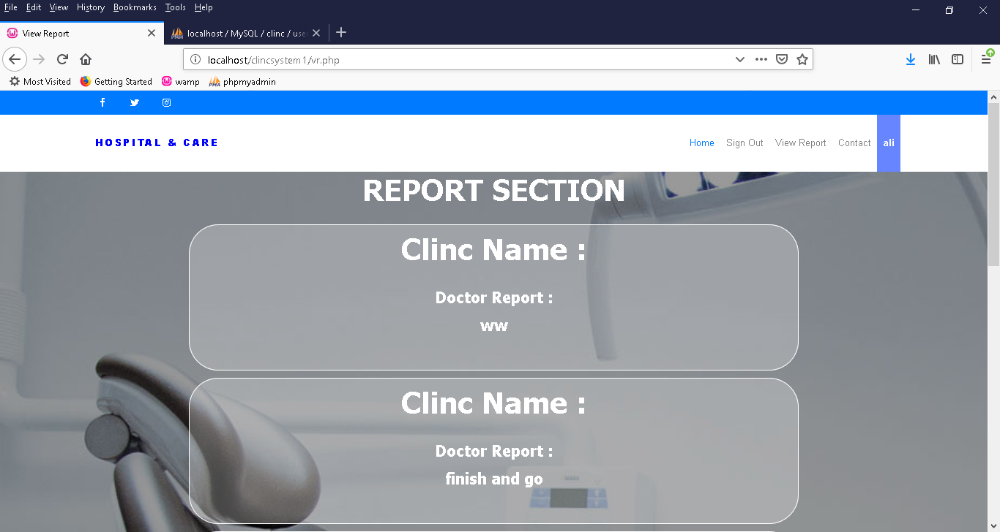 File Edit View History Bookmarks Tools Help
View Report
localhost / MySQL / clinc / use
localhost/clincsystem1/vr.php
Most Visited Getting Started wamp phpmyadmin
HOSPITAL & CARE
Home Sign Out View Report Contact ali
REPORT SECTION
Clinc Name :
Doctor Report :
ww
Clinc Name :
Doctor Report :
finish and go